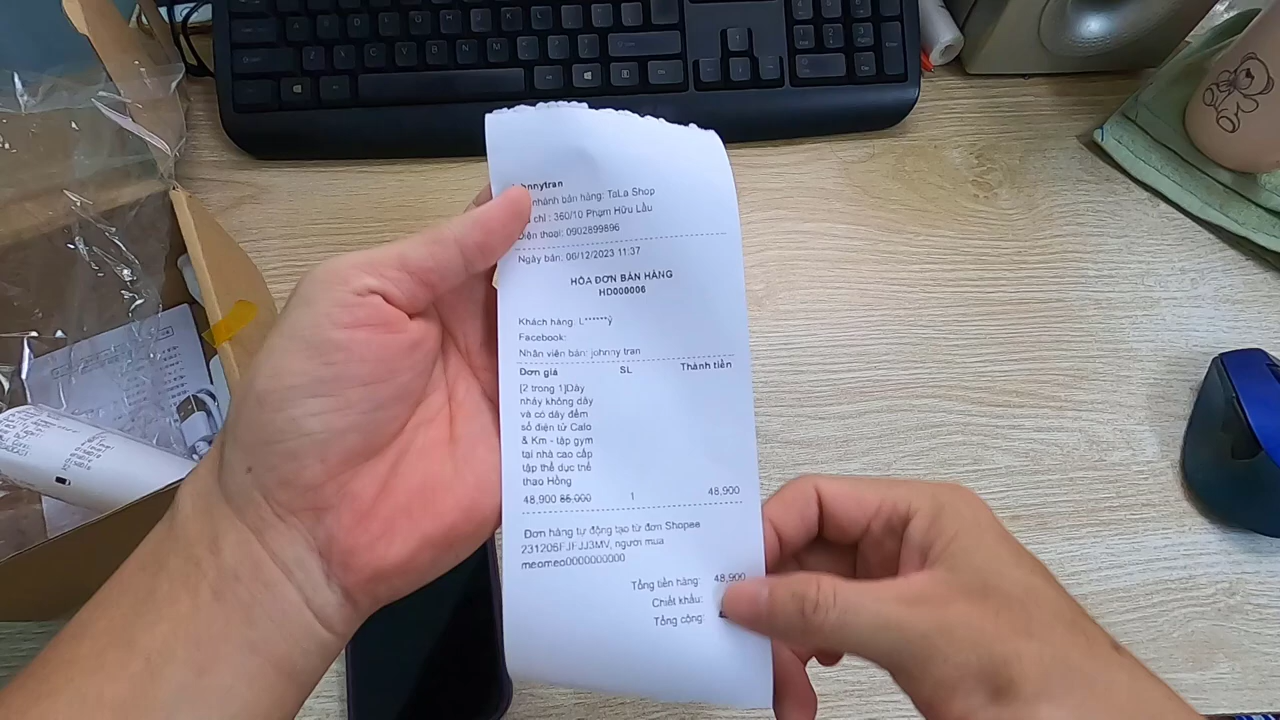 nnytran
nhánh bán hàng: TaLa Shop
chỉ : 360/10 Phạm Hữu Lầu
Điện thoại: 0902899896
Ngày bán: 06/12/2023 11:37
HÓA ĐƠN BÁN HÀNG
HD000006
Khách hàng: L******ỳ
Facebook:
Nhân viên bán: johnny tran
Đơn giá SL Thành tiền
[2 trong 1]Dây
nhảy không dây
và có dây đếm
số điện tử Calo
& Km - tập gym
tại nhà cao cấp
tập thể dục thể
thao Hồng
48,900 86,000 1 48,900
Đơn hàng tự động tạo từ đơn Shopee
231206FJFJJ3MV, người mua
meomeo0000000000
Tổng tiền hàng: 48,900
Chiết khấu:
Tổng cộng: